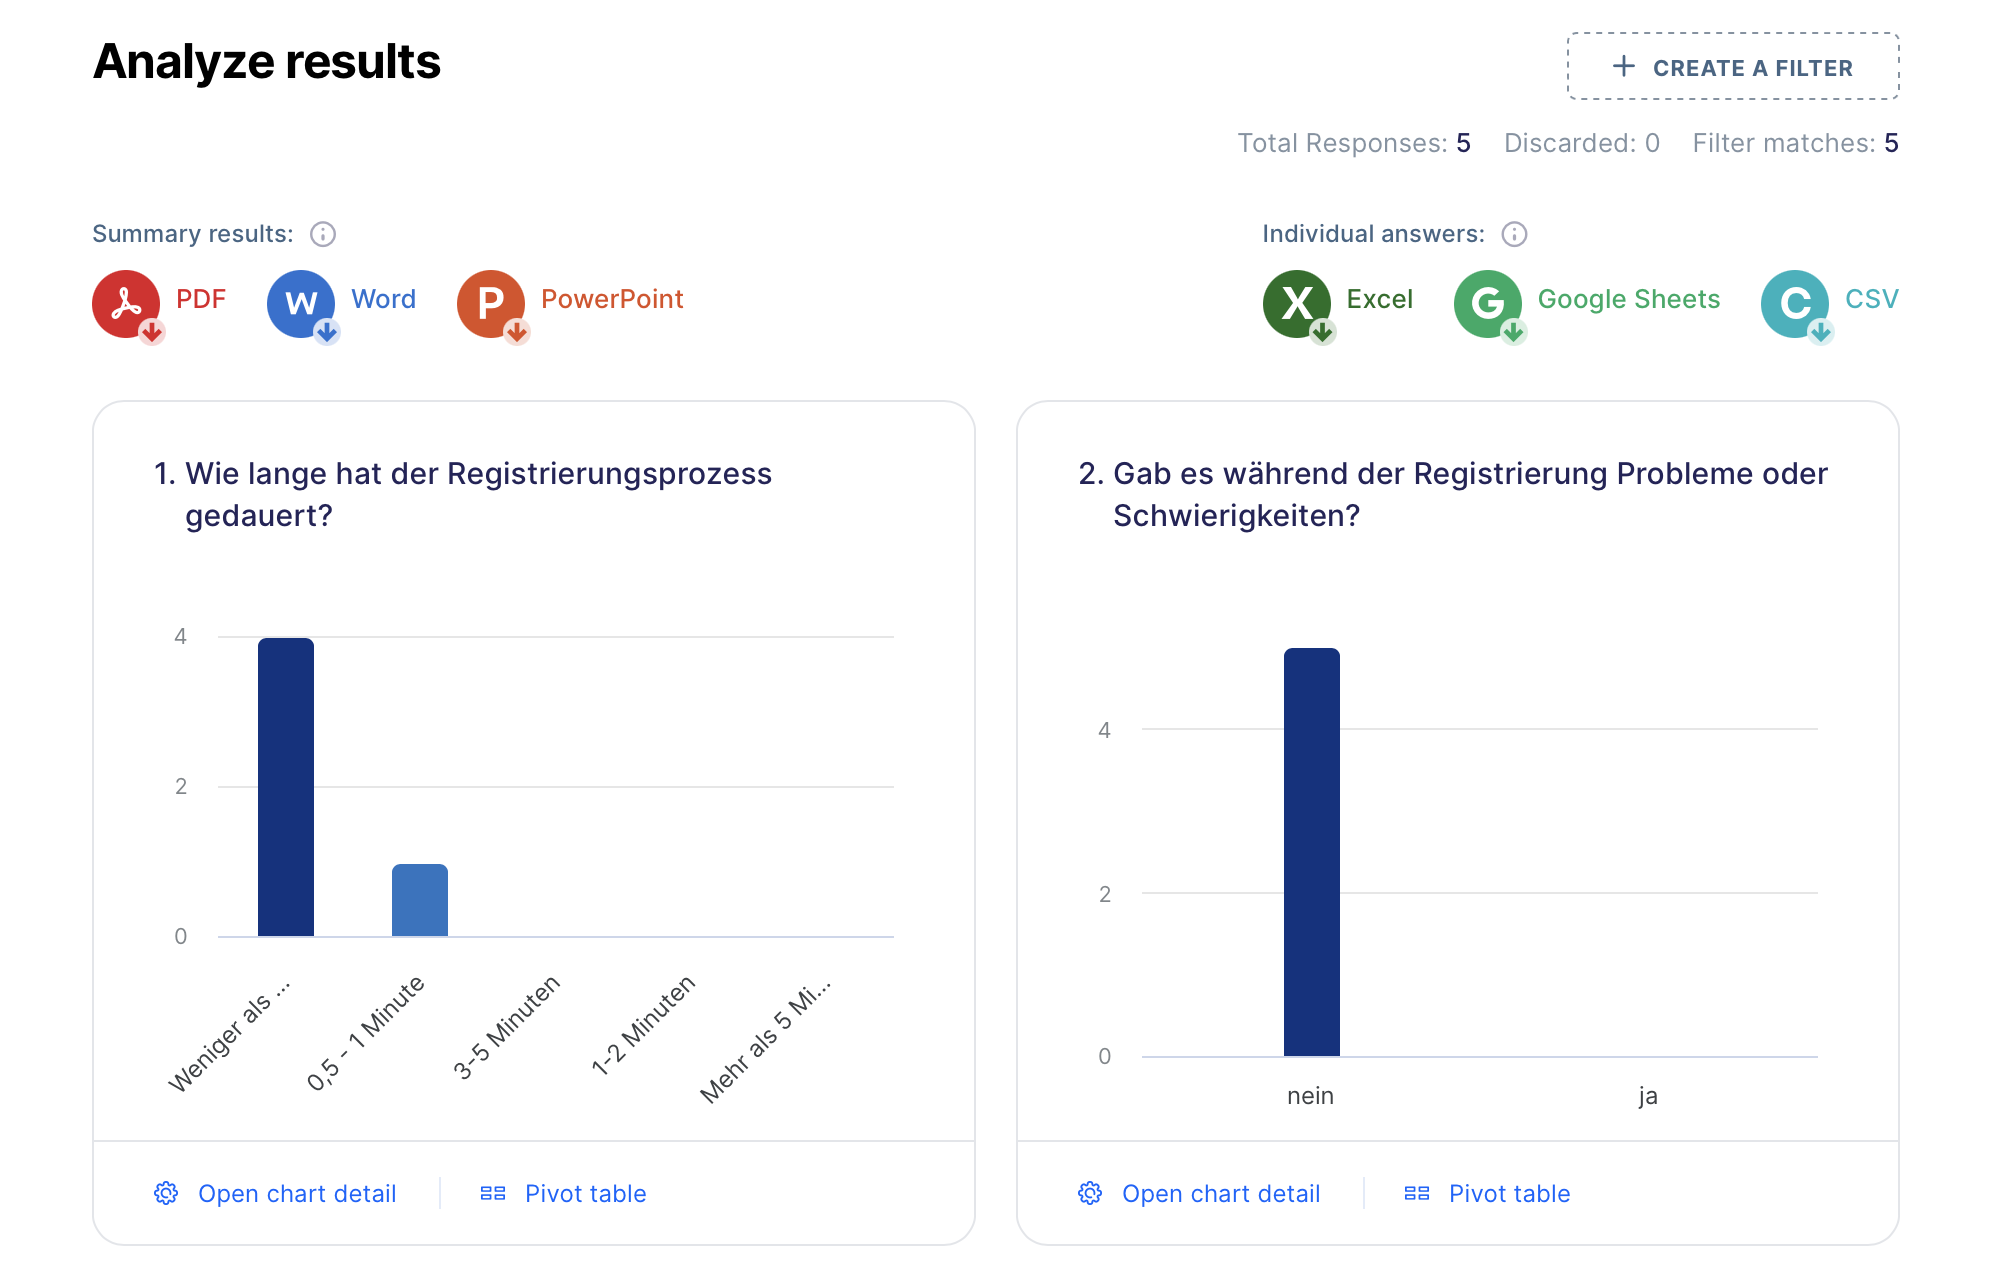 Analyze results
+ CREATE A FILTER
Total Responses: 5 Discarded: 0 Filter matches: 5
Summary results:
Individual answers:
PDF
W Word
P PowerPoint
X Excel
G Google Sheets
C CSV
1. Wie lange hat der Registrierungsprozess
gedauert?
4
2
0
Weniger als ...
0,5 - 1 Minute
3-5 Minuten
1-2 Minuten
Mehr als 5 Mi...
Open chart detail
Pivot table
2. Gab es während der Registrierung Probleme oder
Schwierigkeiten?
4
2
0
nein
ja
Open chart detail
Pivot table